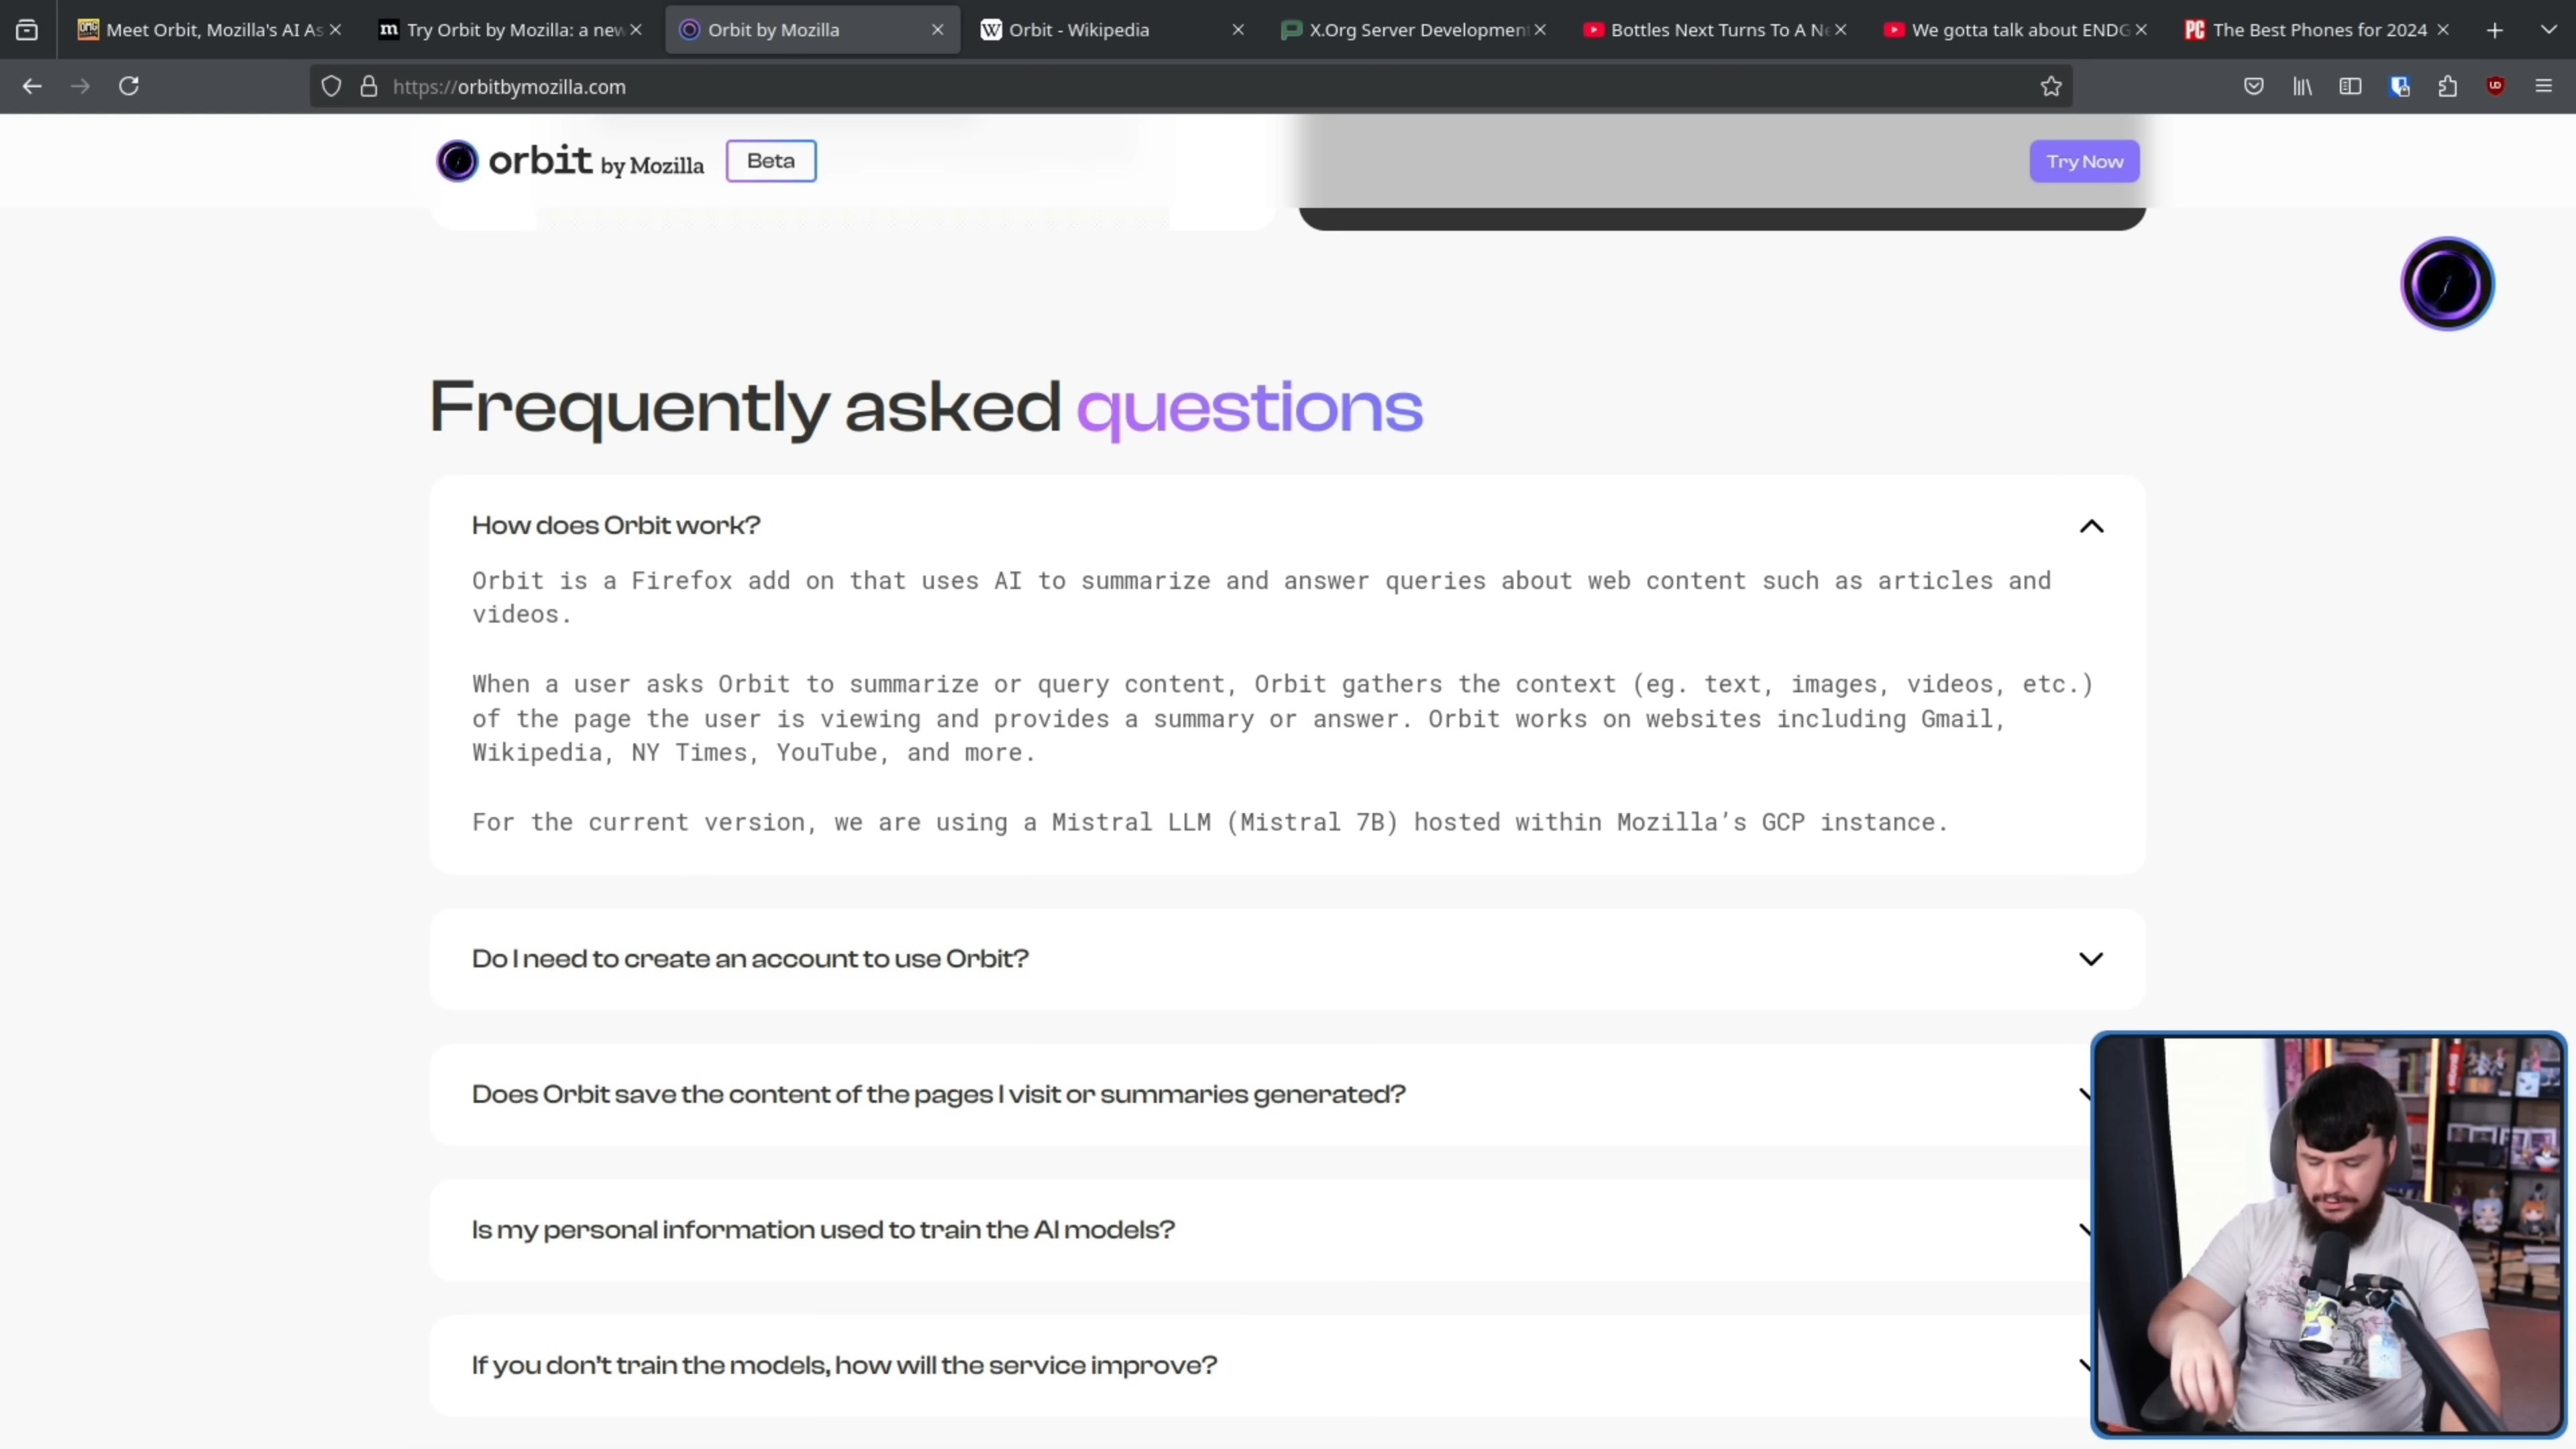 Meet Orbit, Mozilla's AI As
Try Orbit by Mozilla: a new
Orbit by Mozilla
Orbit - Wikipedia
X.Org Server Development
Bottles Next Turns To A Ne
We gotta talk about ENDG
The Best Phones for 2024
https://orbitbymozilla.com
orbit by Mozilla
Beta
Try Now
Frequently asked questions
How does Orbit work?
Orbit is a Firefox add on that uses AI to summarize and answer queries about web content such as articles and
videos.
When a user asks Orbit to summarize or query content, Orbit gathers the context (eg. text, images, videos, etc.)
of the page the user is viewing and provides a summary or answer. Orbit works on websites including Gmail,
Wikipedia, NY Times, YouTube, and more.
For the current version, we are using a Mistral LLM (Mistral 7B) hosted within Mozilla’s GCP instance.
Do I need to create an account to use Orbit?
Does Orbit save the content of the pages I visit or summaries generated?
Is my personal information used to train the AI models?
If you don't train the models, how will the service improve?